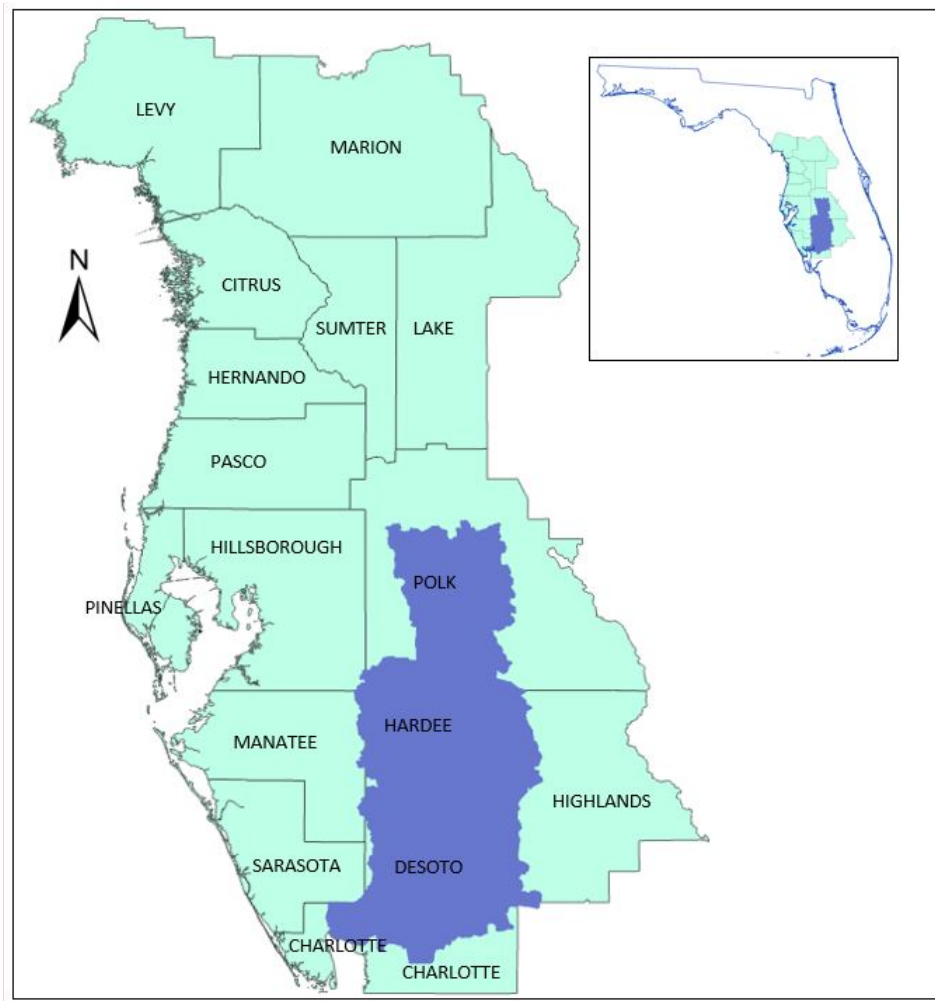 LEVY
MARION
N
CITRUS
SUMTER
LAKE
HERNANDO
PASCO
HILLSBOROUGH
POLK
PINELLAS
HARDEE
MANATEE
HIGHLANDS
SARASOTA
DESOTO
CHARLOTTE
CHARLOTTE